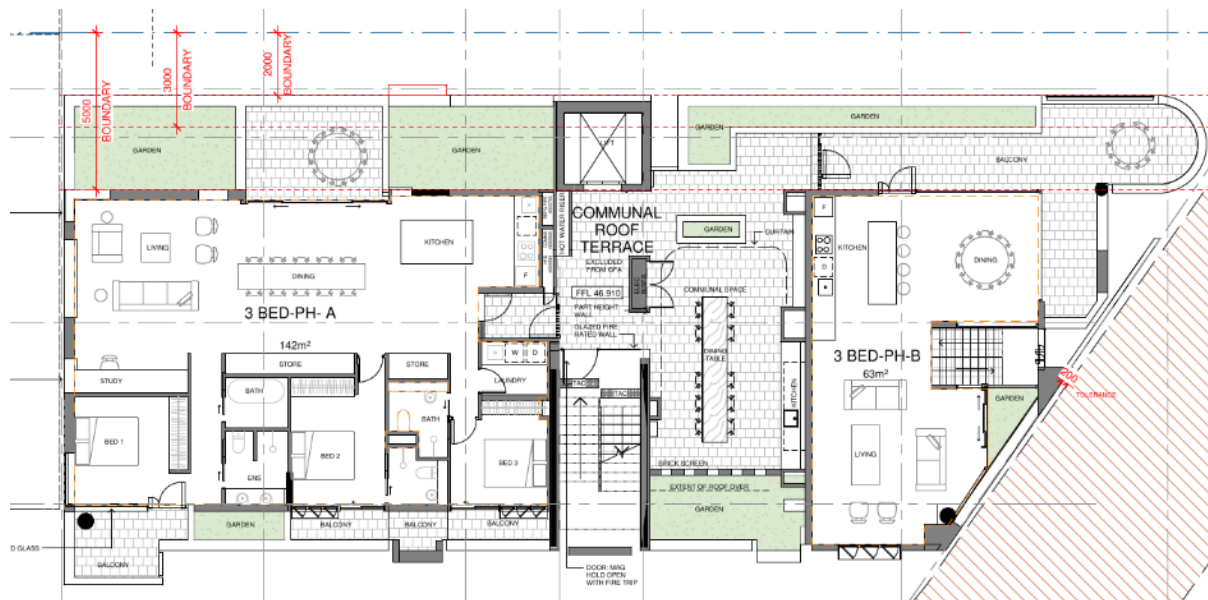 5000
BOUNDARY
3000
BOUNDARY
2000
BOUNDARY
GARDEN
GARDEN
LIFT
GARDEN
GARDEN
BALCONY
LIVING
DINING
KITCHEN
F
3 BED-PH- A
142m²
STORE
STORE
STUDY
BATH
BED 1
ENS
BED 2
BATH
BED 3
W
D
LAUNDRY
HOT WATER RISER
COMMUNAL
ROOF
TERRACE
EXCLUDED
FROM GFA
FFL 46.910
PART HEIGHT
WALL
GLAZED FIRE
RATED WALL
GARDEN
CURTAIN
COMMUNAL SPACE
DINING
TABLE
KITCHEN
BRICK SCREEN
EXTENT OF ROOF OVER
GARDEN
F
KITCHEN
D
F
DINING
3 BED-PH-B
63m²
LIVING
GARDEN
200
TOLERANCE
GARDEN
BALCONY
BALCONY
BALCONY
D GLASS
BALCONY
DOOR: MAG
HOLD OPEN
WITH FIRE TRIP